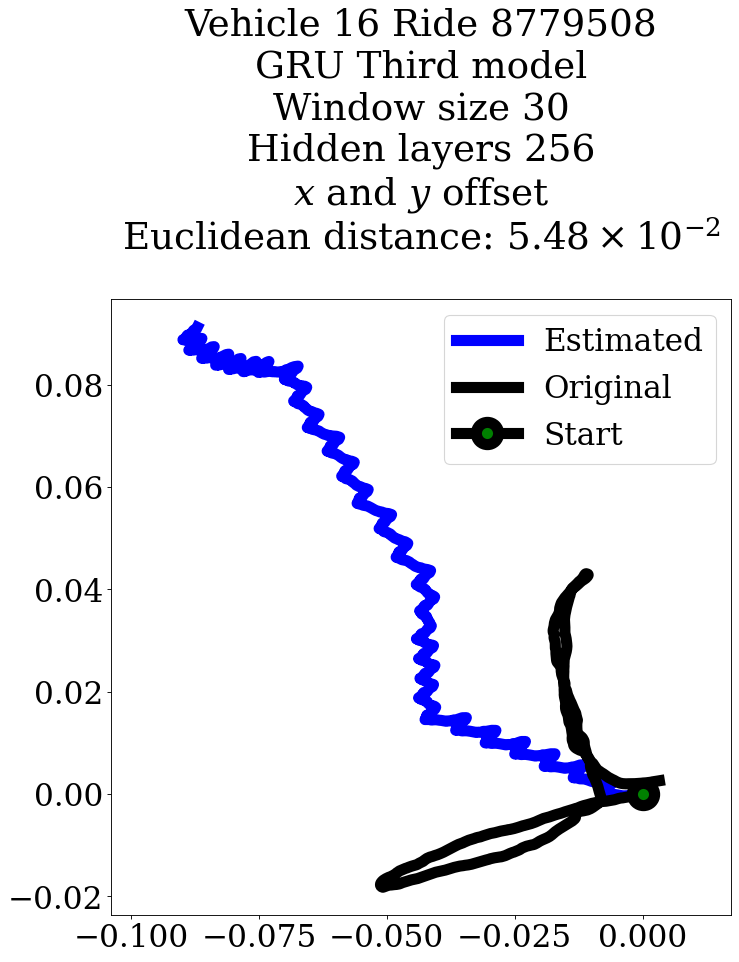 Vehicle 16 Ride 8779508
GRU Third model
Window size 30
Hidden layers 256
x and y offset
Euclidean distance: 5.48 × 10⁻²
Estimated
Original
Start
0.08
0.06
0.04
0.02
0.00
−0.02
−0.100 −0.075 −0.050 −0.025 0.000